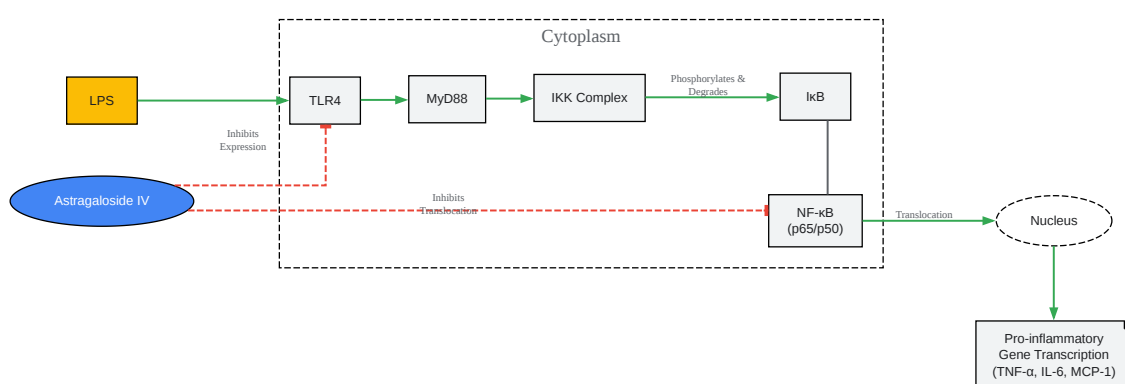 Cytoplasm
LPS
TLR4
MyD88
IKK Complex
Phosphorylates &
Degrades
IκB
Inhibits
Expression
Astragaloside IV
Inhibits
Translocation
NF-κB
(p65/p50)
Translocation
Nucleus
Pro-inflammatory
Gene Transcription
(TNF-α, IL-6, MCP-1)